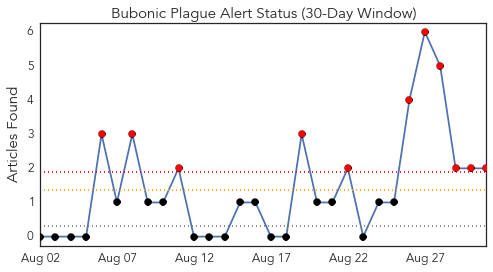 Bubonic Plague Alert Status (30-Day Window)
Articles Found
6
5
4
3
2
1
0
Aug 02 Aug 07 Aug 12 Aug 17 Aug 22 Aug 27